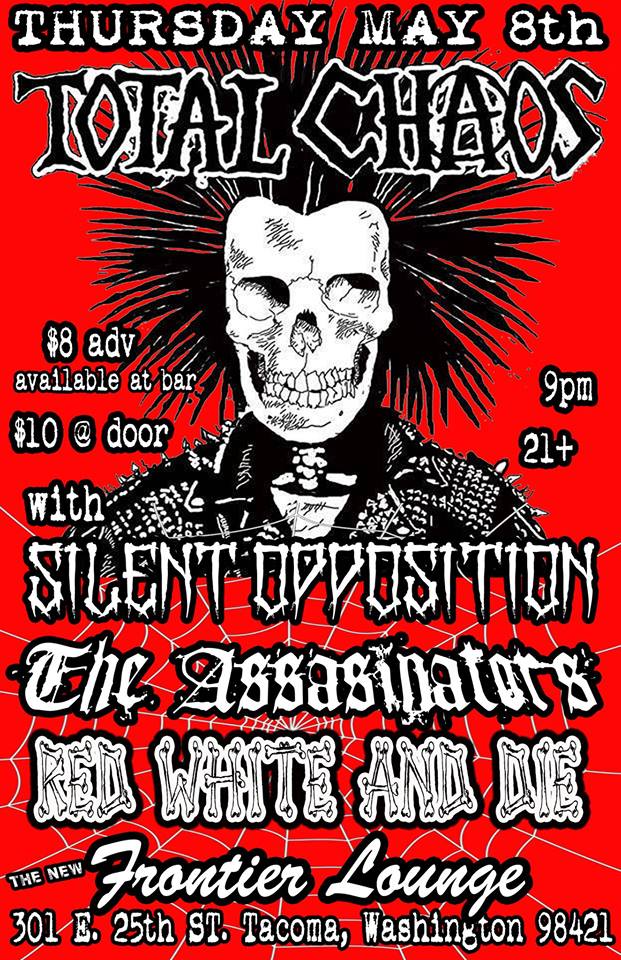 THURSDAY MAY 8th
TOTAL CHAOS
$8 adv
available at bar
$10 @ door
9pm
21+
with
SILENT OPPOSITION
The Assasinators
RED WHITE AND DIE
THE NEW Frontier Lounge
301 E. 25th ST. Tacoma, Washington 98421